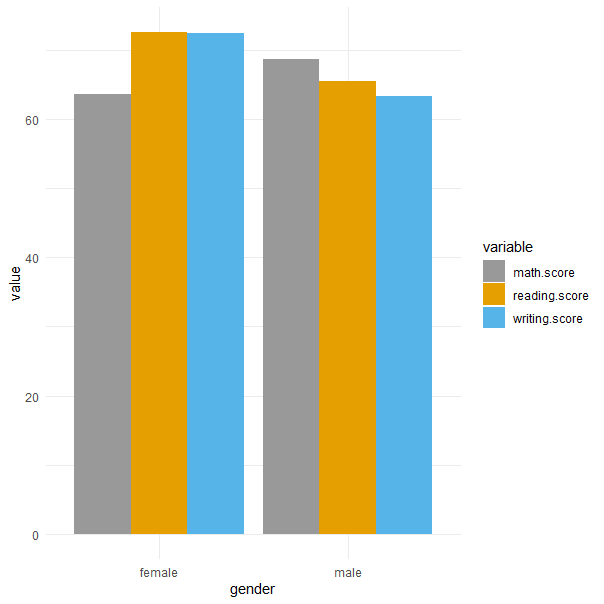 60
40
20
0
value
female
male
gender
variable
math.score
reading.score
writing.score